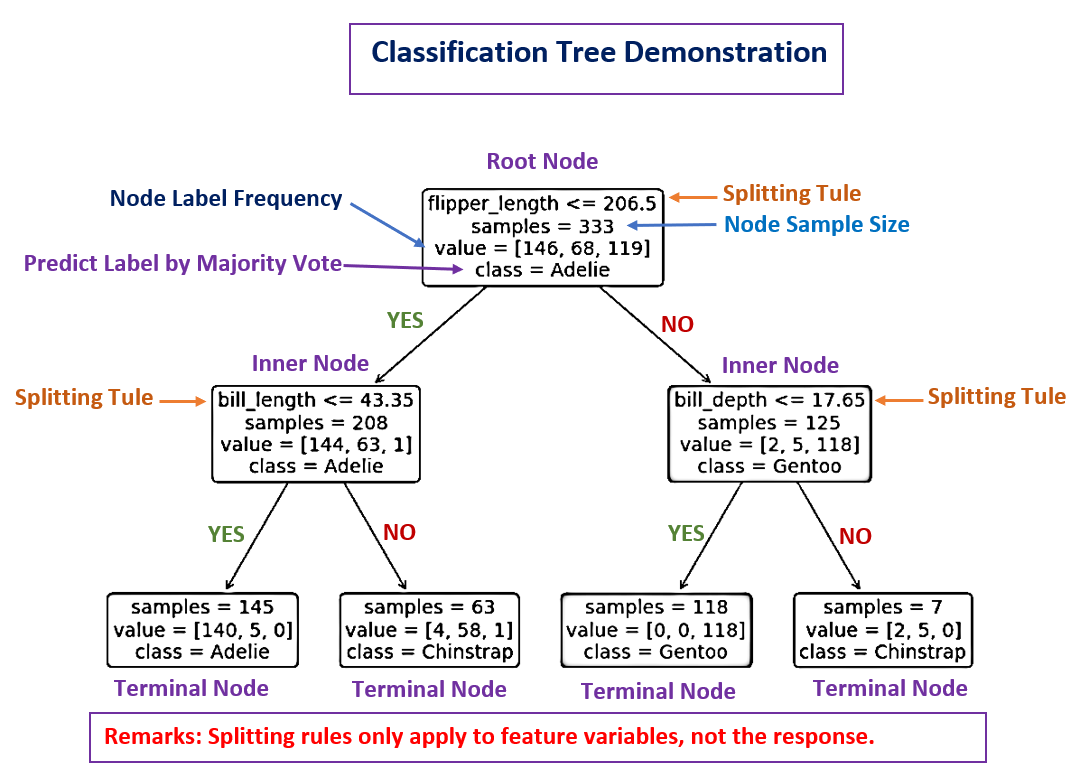 Classification Tree Demonstration
Root Node
Node Label Frequency
Splitting Tule
flipper_length <= 206.5
samples = 333
Node Sample Size
value = [146, 68, 119]
Predict Label by Majority Vote
class = Adelie
YES
NO
Inner Node
Inner Node
Splitting Tule
bill_length <= 43.35
samples = 208
value = [144, 63, 1]
class = Adelie
bill_depth <= 17.65
samples = 125
value = [2, 5, 118]
class = Gentoo
Splitting Tule
YES
NO
YES
NO
samples = 145
value = [140, 5, 0]
class = Adelie
samples = 63
value = [4, 58, 1]
class = Chinstrap
samples = 118
value = [0, 0, 118]
class = Gentoo
samples = 7
value = [2, 5, 0]
class = Chinstrap
Terminal Node
Terminal Node
Terminal Node
Terminal Node
Remarks: Splitting rules only apply to feature variables, not the response.